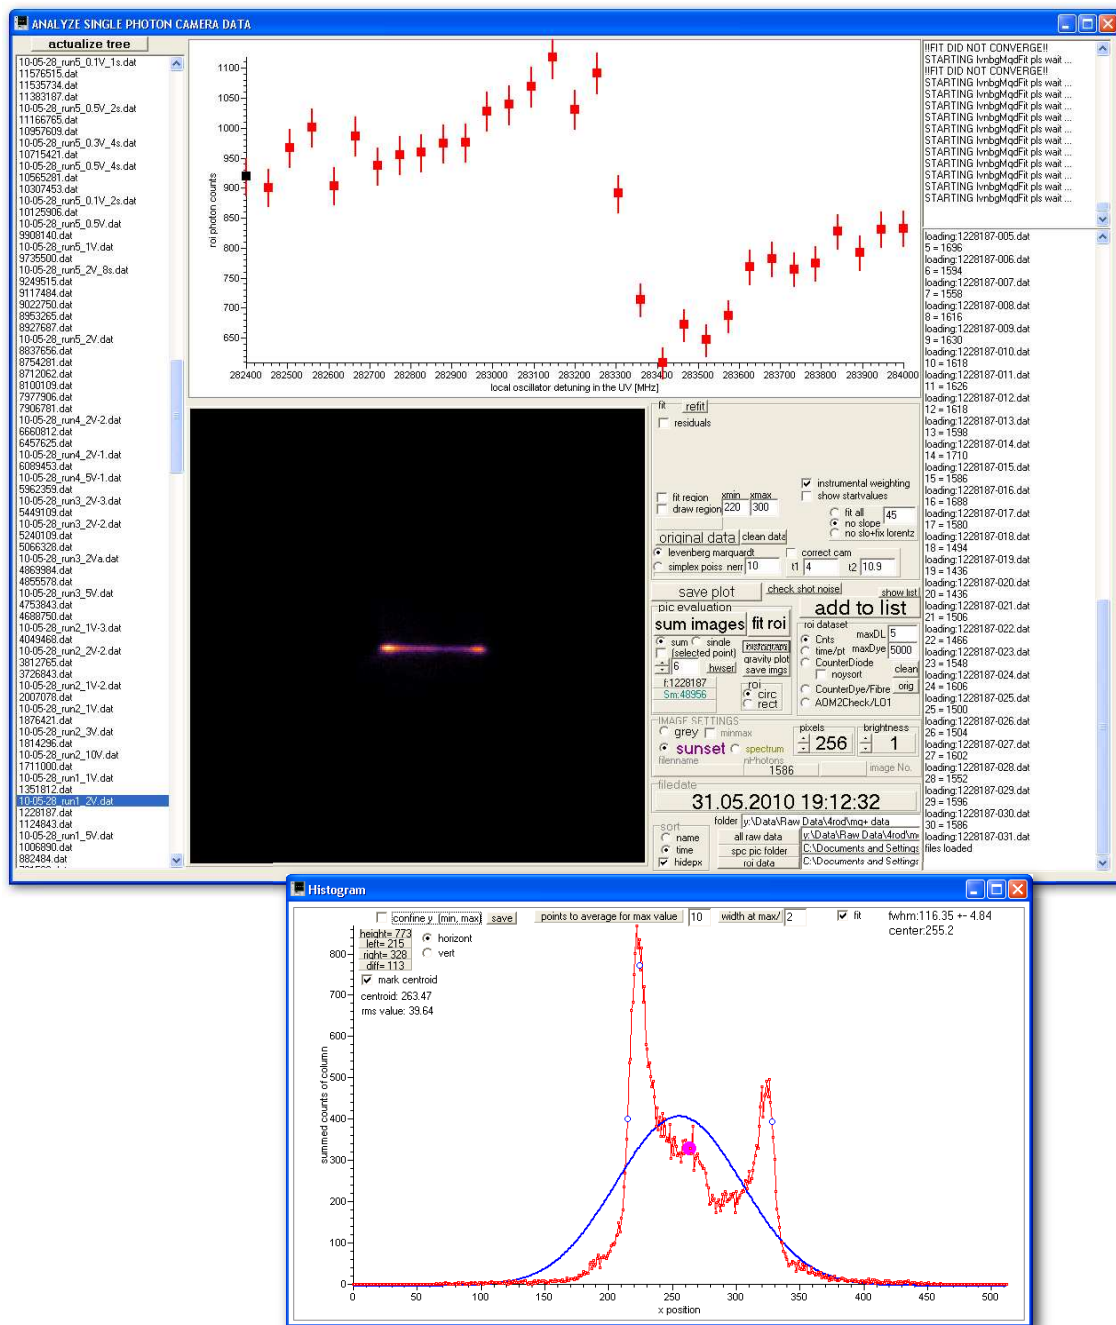 ANALYZE SINGLE PHOTON CAMERA DATA
actualize tree
10-05-28_run5_0.1V_1s.dat
11576515.dat
11535734.dat
11383187.dat
10-05-28_run5_0.5V_2s.dat
11166765.dat
10957609.dat
10-05-28_run5_0.3V_4s.dat
10715421.dat
10-05-28_run5_0.5V_4s.dat
10565281.dat
10307453.dat
10-05-28_run5_0.1V_2s.dat
10125906.dat
10-05-28_run5_0.5V.dat
9908140.dat
10-05-28_run5_1V.dat
9735500.dat
10-05-28_run5_2V_8s.dat
9249515.dat
9117484.dat
9022750.dat
8953265.dat
8927687.dat
10-05-28_run5_2V.dat
8837656.dat
8754281.dat
8712062.dat
8100109.dat
7977906.dat
7906781.dat
10-05-28_run4_2V-2.dat
6660812.dat
6457625.dat
10-05-28_run4_2V-1.dat
6089453.dat
10-05-28_run4_5V-1.dat
5962359.dat
10-05-28_run3_2V-3.dat
5449109.dat
10-05-28_run3_2V-2.dat
5240109.dat
5066328.dat
10-05-28_run3_2Va.dat
4869984.dat
4855578.dat
10-05-28_run3_5V.dat
4753843.dat
4688750.dat
10-05-28_run2_1V-3.dat
4049468.dat
10-05-28_run2_2V-2.dat
3812765.dat
3726843.dat
10-05-28_run2_1V-2.dat
2007078.dat
10-05-28_run2_1V.dat
1876421.dat
10-05-28_run2_3V.dat
1814296.dat
10-05-28_run2_10V.dat
1711000.dat
10-05-28_run1_1V.dat
1351812.dat
10-05-28_run1_2V.dat
1228187.dat
1124843.dat
10-05-28_run1_5V.dat
1006890.dat
882484.dat
roi photon counts
1100
1050
1000
950
900
850
800
750
700
650
282400 282500 282600 282700 282800 282900 283000 283100 283200 283300 283400 283500 283600 283700 283800 283900 284000
local oscillator detuning in the UV [MHz]
!!FIT DID NOT CONVERGE!!
STARTING lvnbgMqdFit pls wait ...
!!FIT DID NOT CONVERGE!!
STARTING lvnbgMqdFit pls wait ...
STARTING lvnbgMqdFit pls wait ...
STARTING lvnbgMqdFit pls wait ...
STARTING lvnbgMqdFit pls wait ...
STARTING lvnbgMqdFit pls wait ...
STARTING lvnbgMqdFit pls wait ...
STARTING lvnbgMqdFit pls wait ...
STARTING lvnbgMqdFit pls wait ...
STARTING lvnbgMqdFit pls wait ...
STARTING lvnbgMqdFit pls wait ...
STARTING lvnbgMqdFit pls wait ...
loading:1228187-005.dat
5 = 1696
loading:1228187-006.dat
6 = 1594
loading:1228187-007.dat
7 = 1558
loading:1228187-008.dat
8 = 1616
loading:1228187-009.dat
9 = 1630
loading:1228187-010.dat
10 = 1618
loading:1228187-011.dat
11 = 1626
loading:1228187-012.dat
12 = 1618
loading:1228187-013.dat
13 = 1598
loading:1228187-014.dat
14 = 1710
loading:1228187-015.dat
15 = 1586
loading:1228187-016.dat
16 = 1688
loading:1228187-017.dat
17 = 1580
loading:1228187-018.dat
18 = 1494
loading:1228187-019.dat
19 = 1436
loading:1228187-020.dat
20 = 1436
loading:1228187-021.dat
21 = 1506
loading:1228187-022.dat
22 = 1466
loading:1228187-023.dat
23 = 1548
loading:1228187-024.dat
24 = 1606
loading:1228187-025.dat
25 = 1500
loading:1228187-026.dat
26 = 1504
loading:1228187-027.dat
27 = 1602
loading:1228187-028.dat
28 = 1552
loading:1228187-029.dat
29 = 1596
loading:1228187-030.dat
30 = 1586
loading:1228187-031.dat
files loaded
fit refit
residuals
instrumental weighting
show startvalues
fit region xmin xmax
draw region 220 300
fit all 45
no slope
no slo+fix lorentz
original data clean data
levenberg marquardt correct cam
simplex poiss nerr 10 t1 4 t2 10.9
save plot check shot noise show list
add to list
pic evaluation
sum images fit roi
sum single histogram
(selected point) gravity plot
6 hwser save imgs
f:1228187
Sm:48956
roi
circ
rect
roi dataset
Cnts maxDL 5
time/pt maxDye 5000
CounterDiode clean
noysort
CounterDye/Fibre orig
AOM2Check/LO1
IMAGE SETTINGS
grey minmax
sunset spectrum
pixels 256
brightness 1
filenname nPhotons
1586 image No.
filedate
31.05.2010 19:12:32
sort
name
time
hidepx
folder y:\Data\Raw Data\4rod\mg+ data
all raw data y:\Data\Raw Data\4rod\m
spc pic folder C:\Documents and Settings
roi data C:\Documents and Settings
Histogram
confine y [min, max] save points to average for max value 10 width at max/ 2 fit
fwhm:116.35 +- 4.84
center:255.2
height= 773
left= 215
right= 328
diff= 113
horizont
vert
mark centroid
centroid: 263.47
rms value: 39.64
summed counts of column
800
700
600
500
400
300
200
100
0
0 50 100 150 200 250 300 350 400 450 500
x position